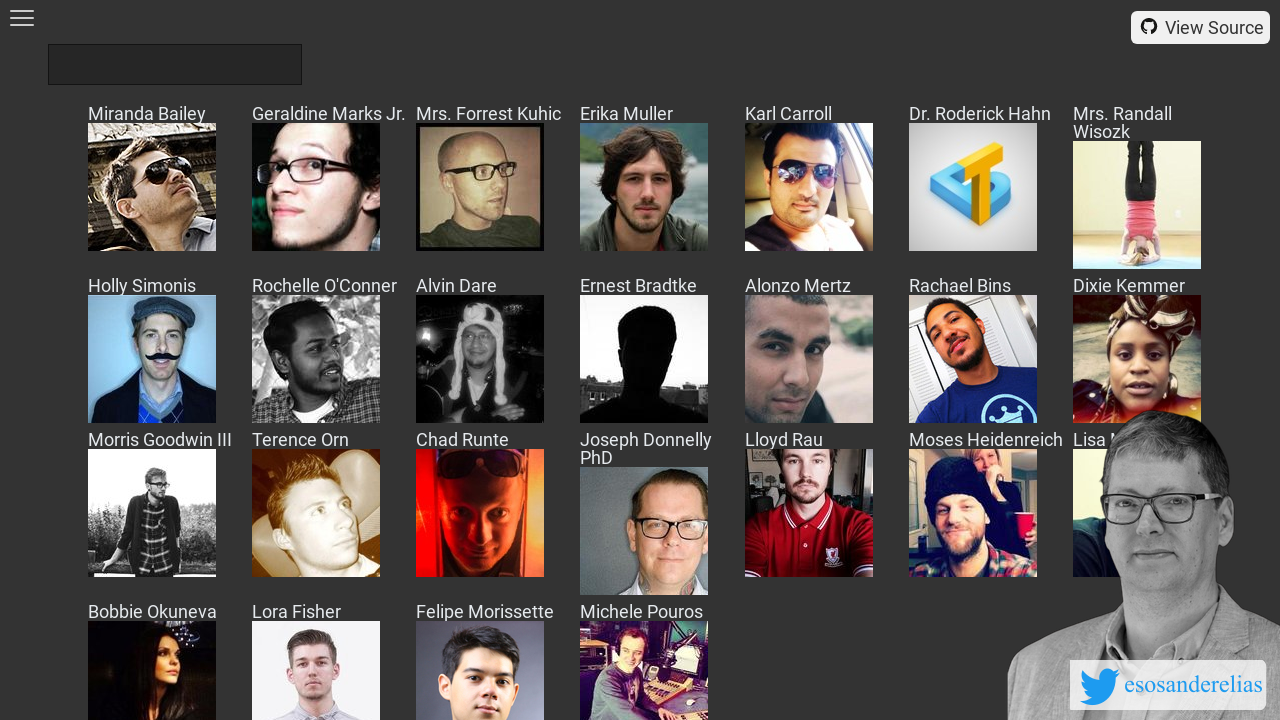 View Source
Miranda Bailey
Geraldine Marks Jr.
Mrs. Forrest Kuhic
Erika Muller
Karl Carroll
Dr. Roderick Hahn
Mrs. Randall
Wisozk
Holly Simonis
Rochelle O'Conner
Alvin Dare
Ernest Bradtke
Alonzo Mertz
Rachael Bins
Dixie Kemmer
Morris Goodwin III
Terence Orn
Chad Runte
Joseph Donnelly
PhD
Lloyd Rau
Moses Heidenreich
Lisa
Bobbie Okuneva
Lora Fisher
Felipe Morissette
Michele Pouros
esosanderelias